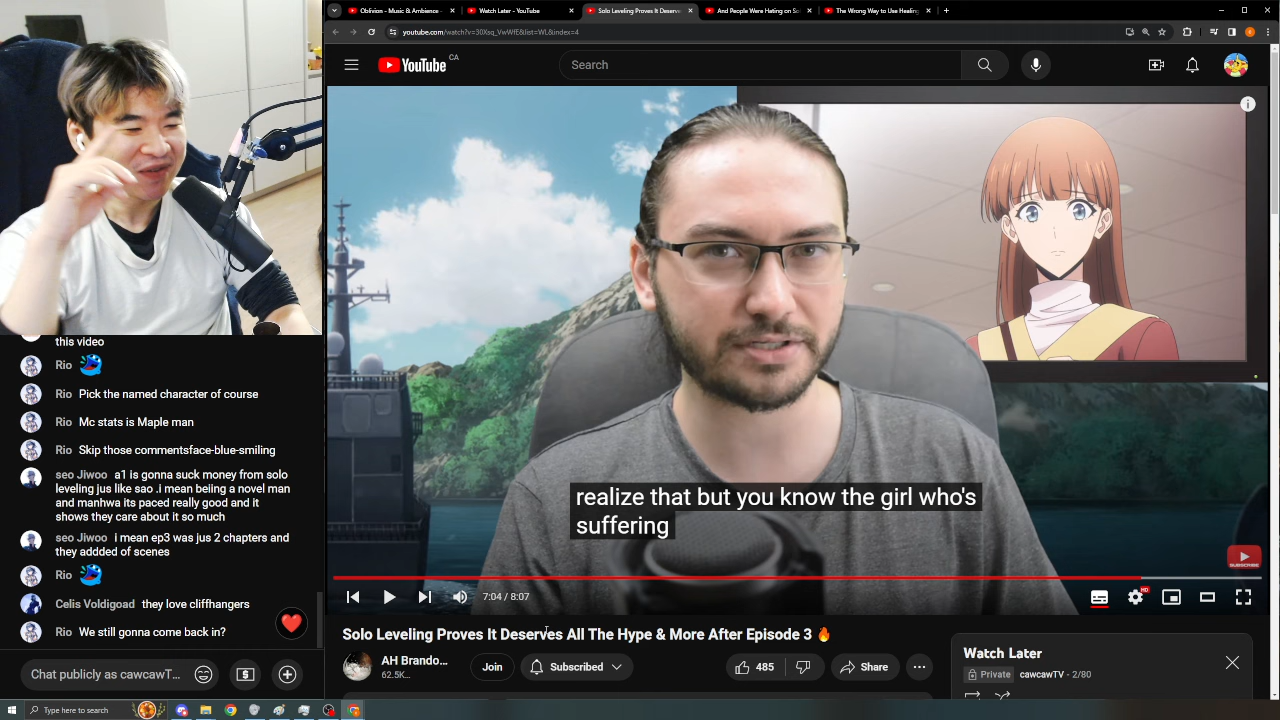 Oblivion - Music & Ambience -
Watch Later - YouTube
Solo Leveling Proves It Deserve
And People Were Hating on So
The Wrong Way to Use Healing
youtube.com/watch?v=30Xsq_VwWfE&list=WL&index=4
YouTube CA
Search
this video
Rio
Rio Pick the named character of course
Rio Mc stats is Maple man
Rio Skip those commentsface-blue-smiling
seo Jiwoo a1 is gonna suck money from solo
leveling jus like sao .i mean beiing a novel man
and manhwa its paced really good and it
shows they care about it so much
seo Jiwoo i mean ep3 was jus 2 chapters and
they addded of scenes
Rio
Celis Voldigoad they love cliffhangers
Rio We still gonna come back in?
Chat publicly as cawcawT...
realize that but you know the girl who's
suffering
SUBSCRIBE
7:04 / 8:07
HD
Solo Leveling Proves It Deserves All The Hype & More After Episode 3
AH Brando...
62.5K...
Join
Subscribed
485
Share
Watch Later
Private cawcawTV - 2/80
Type here to search